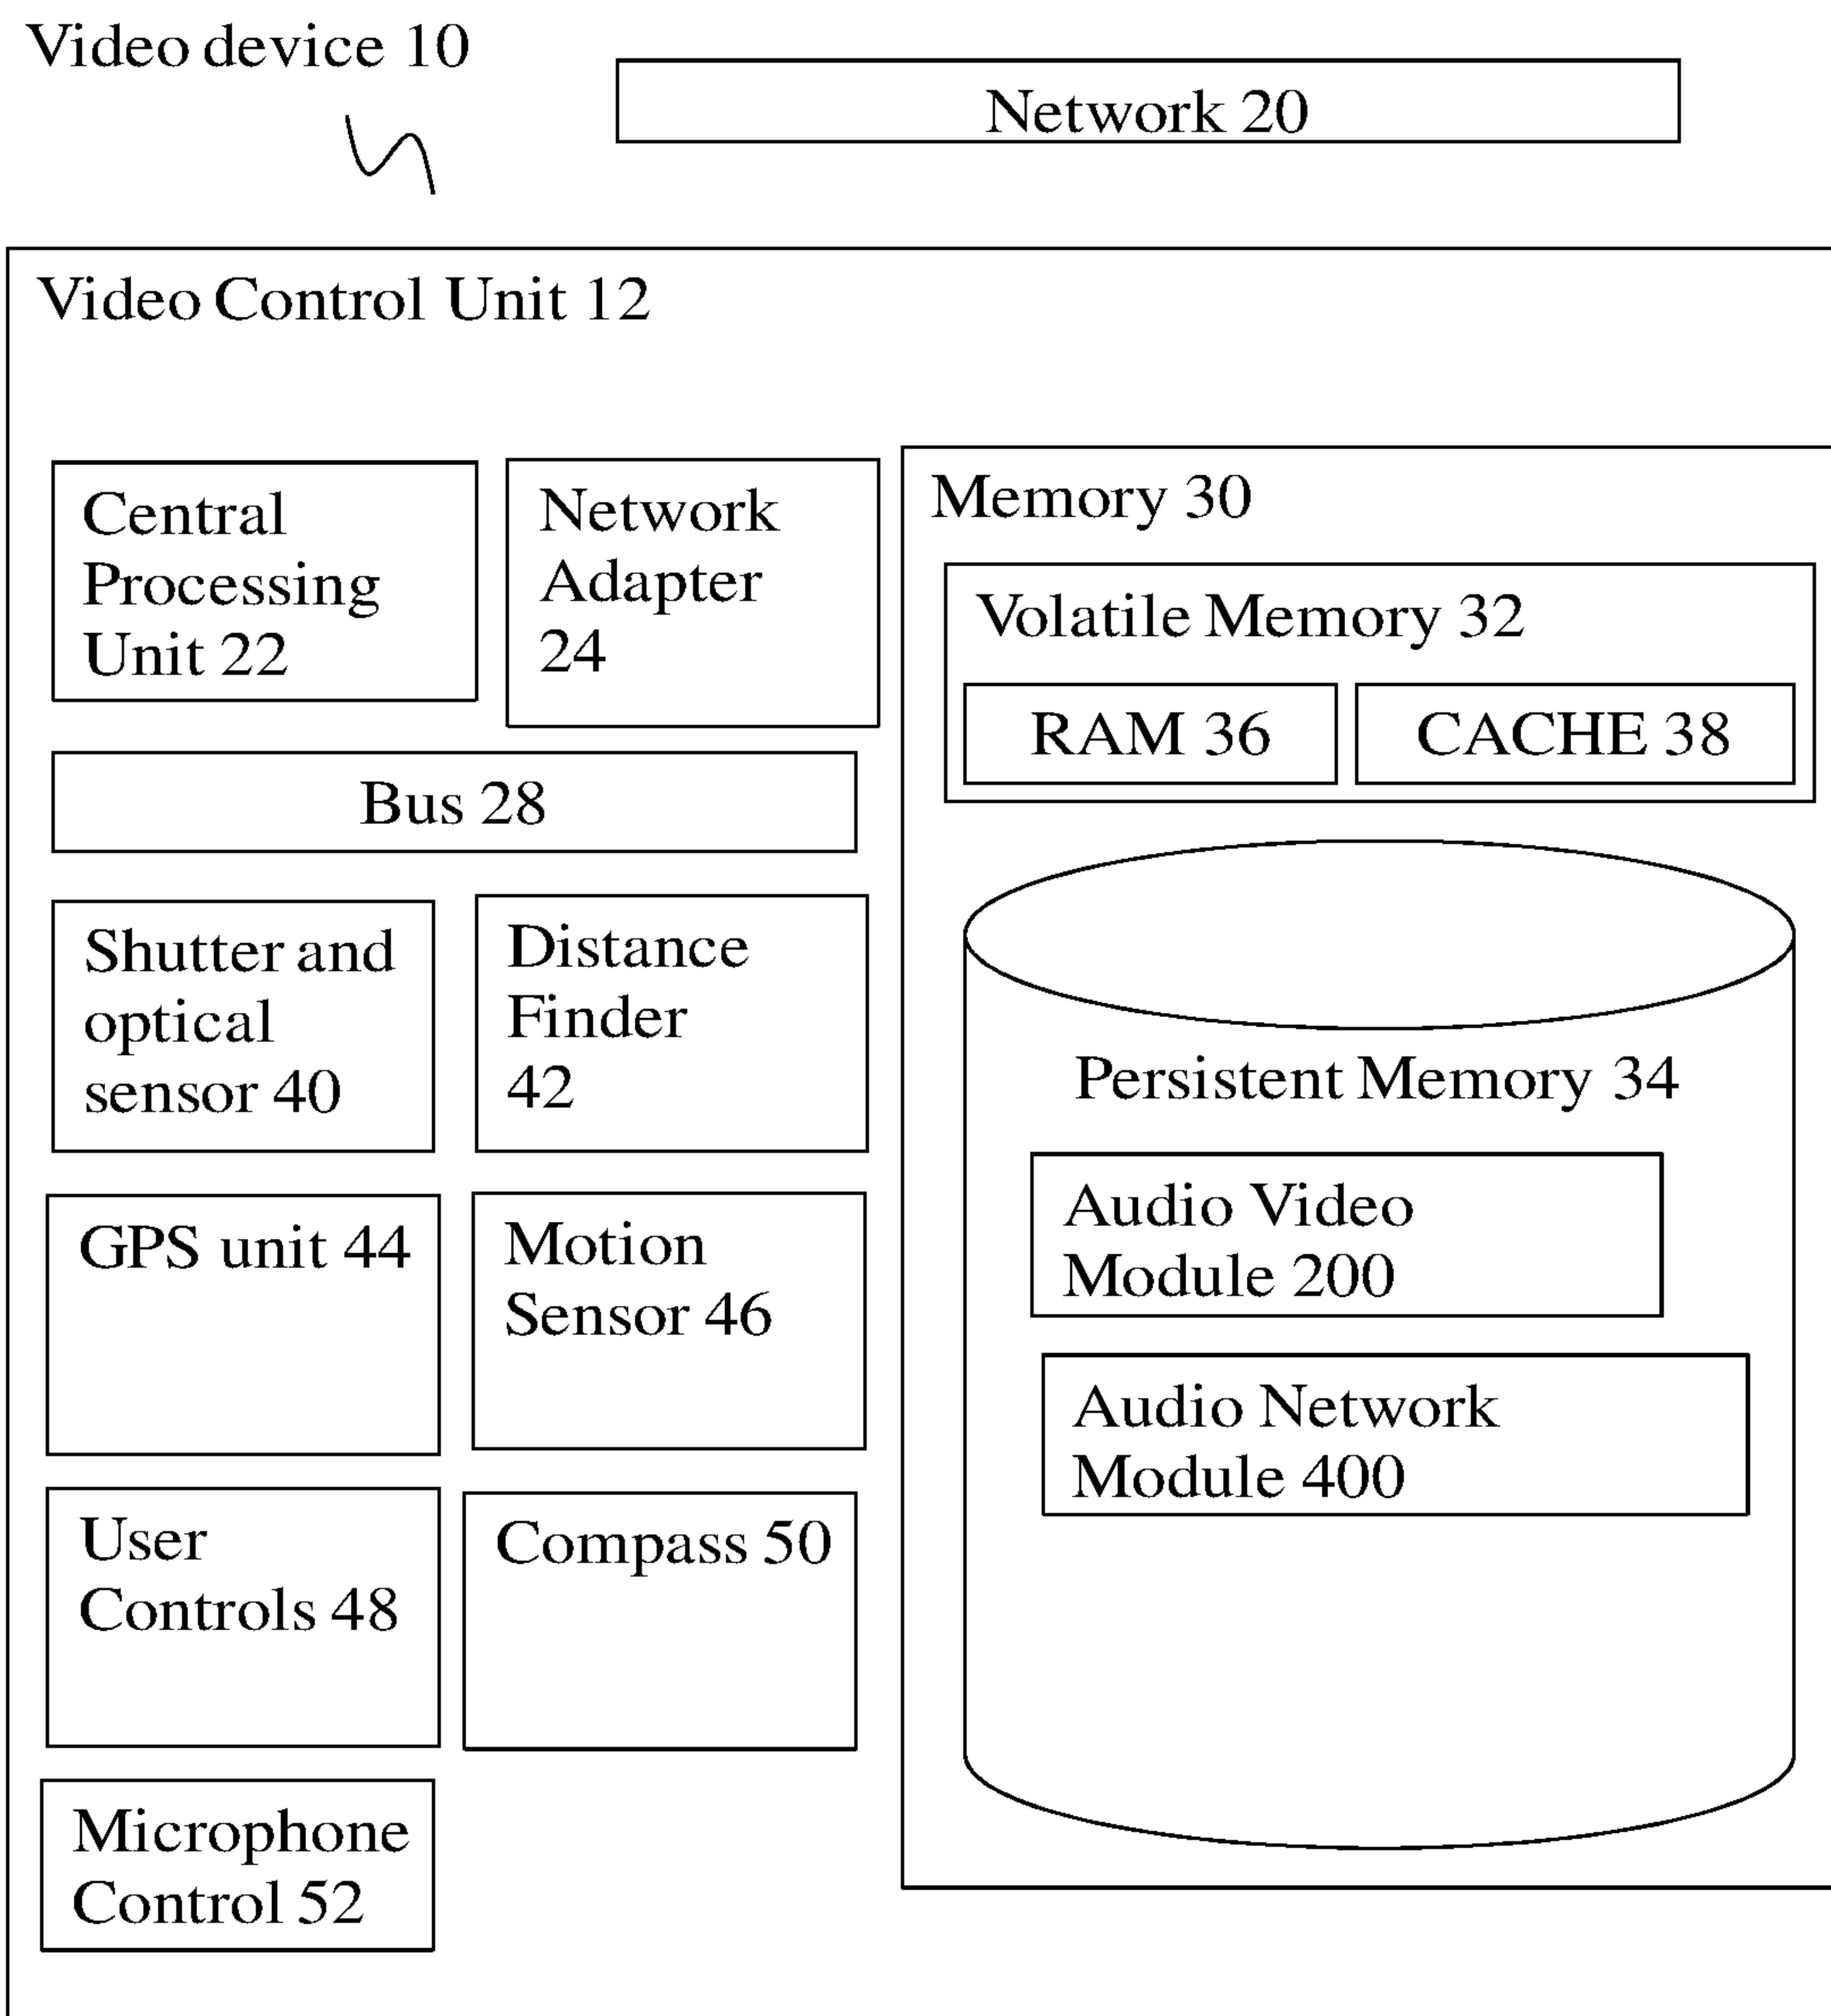 Video device 10
Network 20
Video Control Unit 12
Central
Processing
Unit 22
Network
Adapter
24
Bus 28
Shutter and
optical
sensor 40
Distance
Finder
42
GPS unit 44
Motion
Sensor 46
User
Controls 48
Compass 50
Microphone
Control 52
Memory 30
Volatile Memory 32
RAM 36
CACHE 38
Persistent Memory 34
Audio Video
Module 200
Audio Network
Module 400